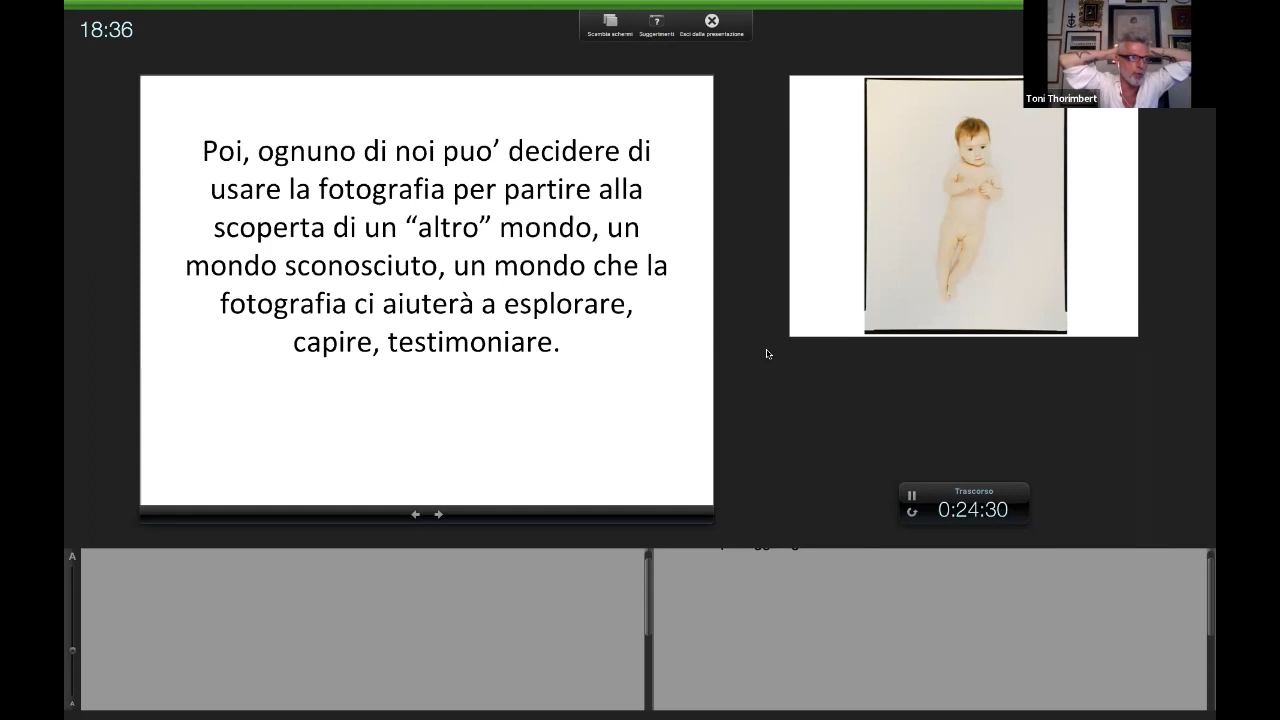 18:36
Scambia schermi
Suggerimenti
Esci dalla presentazione
Toni Thorimbert
Poi, ognuno di noi puo’ decidere di
usare la fotografia per partire alla
scoperta di un “altro” mondo, un
mondo sconosciuto, un mondo che la
fotografia ci aiuterà a esplorare,
capire, testimoniare.
Trascorso
0:24:30
A
A